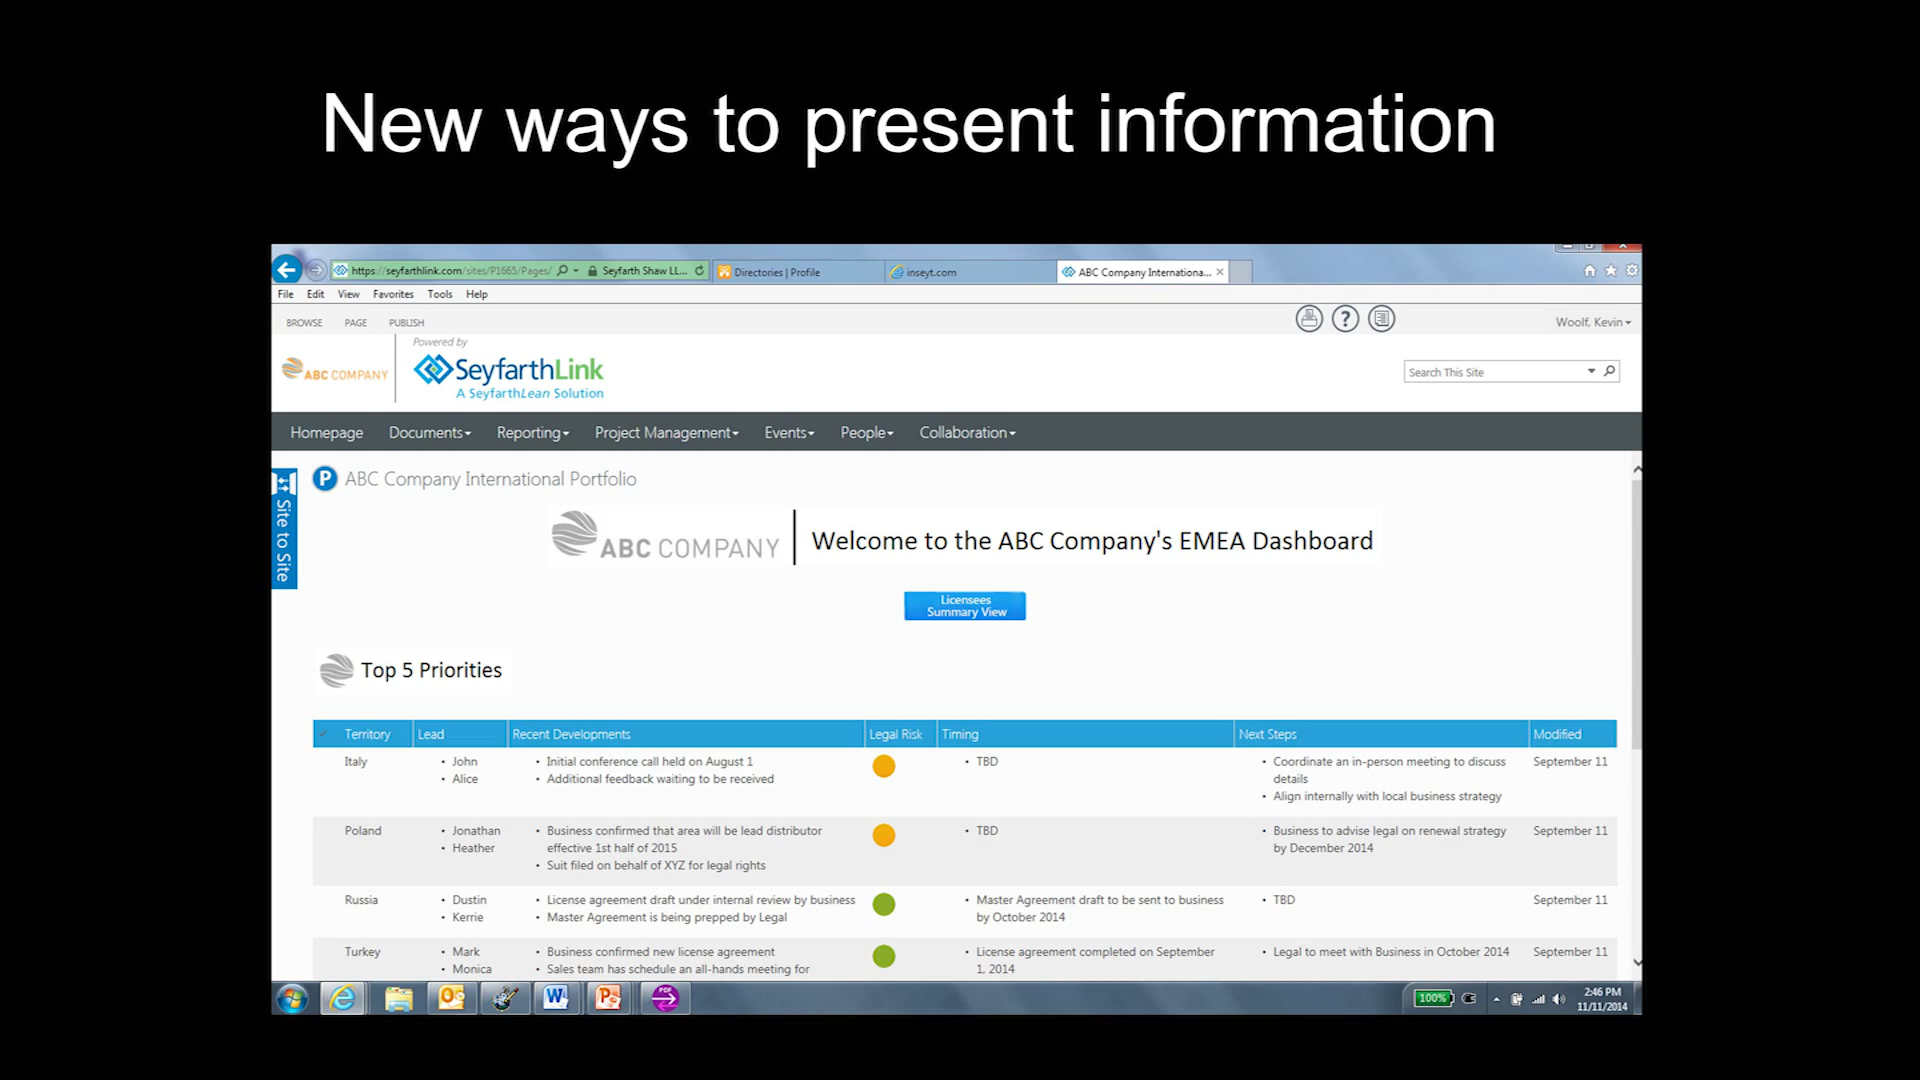 New ways to present information
https://seyfarthlink.com/sites/P1665/Pages/
Seyfarth Shaw LL...
Directories | Profile
inseyt.com
ABC Company Internationa...
File Edit View Favorites Tools Help
BROWSE PAGE PUBLISH
Woolf, Kevin
Powered by
ABC COMPANY
SeyfarthLink
A SeyfarthLean Solution
Search This Site
Homepage Documents Reporting Project Management Events People Collaboration
Site to Site
P ABC Company International Portfolio
ABC COMPANY Welcome to the ABC Company's EMEA Dashboard
Licensees
Summary View
Top 5 Priorities
Territory Lead Recent Developments Legal Risk Timing Next Steps Modified
Italy
• John
• Alice
• Initial conference call held on August 1
• Additional feedback waiting to be received
• TBD
• Coordinate an in-person meeting to discuss
details
• Align internally with local business strategy
September 11
Poland
• Jonathan
• Heather
• Business confirmed that area will be lead distributor
effective 1st half of 2015
• Suit filed on behalf of XYZ for legal rights
• TBD
• Business to advise legal on renewal strategy
by December 2014
September 11
Russia
• Dustin
• Kerrie
• License agreement draft under internal review by business
• Master Agreement is being prepped by Legal
• Master Agreement draft to be sent to business
by October 2014
• TBD
September 11
Turkey
• Mark
• Monica
• Business confirmed new license agreement
• Sales team has schedule an all-hands meeting for
• License agreement completed on September
1, 2014
• Legal to meet with Business in October 2014
September 11
PDF
100%
2:46 PM
11/11/2014